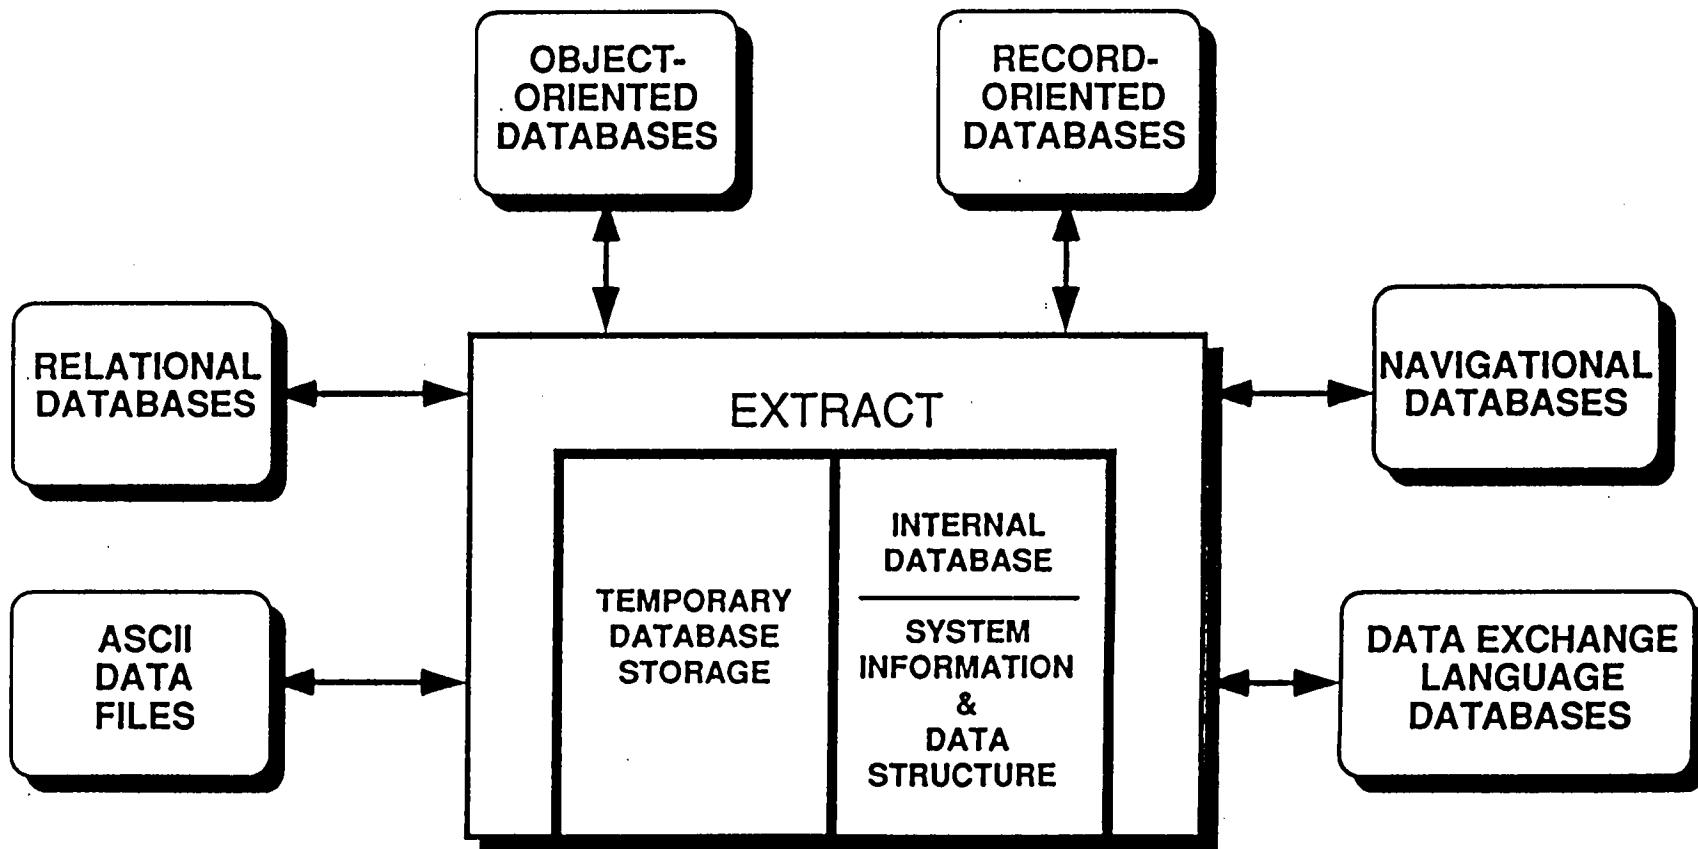 OBJECT-
ORIENTED
DATABASES
RECORD-
ORIENTED
DATABASES
RELATIONAL
DATABASES
NAVIGATIONAL
DATABASES
EXTRACT
ASCII
DATA
FILES
TEMPORARY
DATABASE
STORAGE
INTERNAL
DATABASE
SYSTEM
INFORMATION
&
DATA
STRUCTURE
DATA EXCHANGE
LANGUAGE
DATABASES